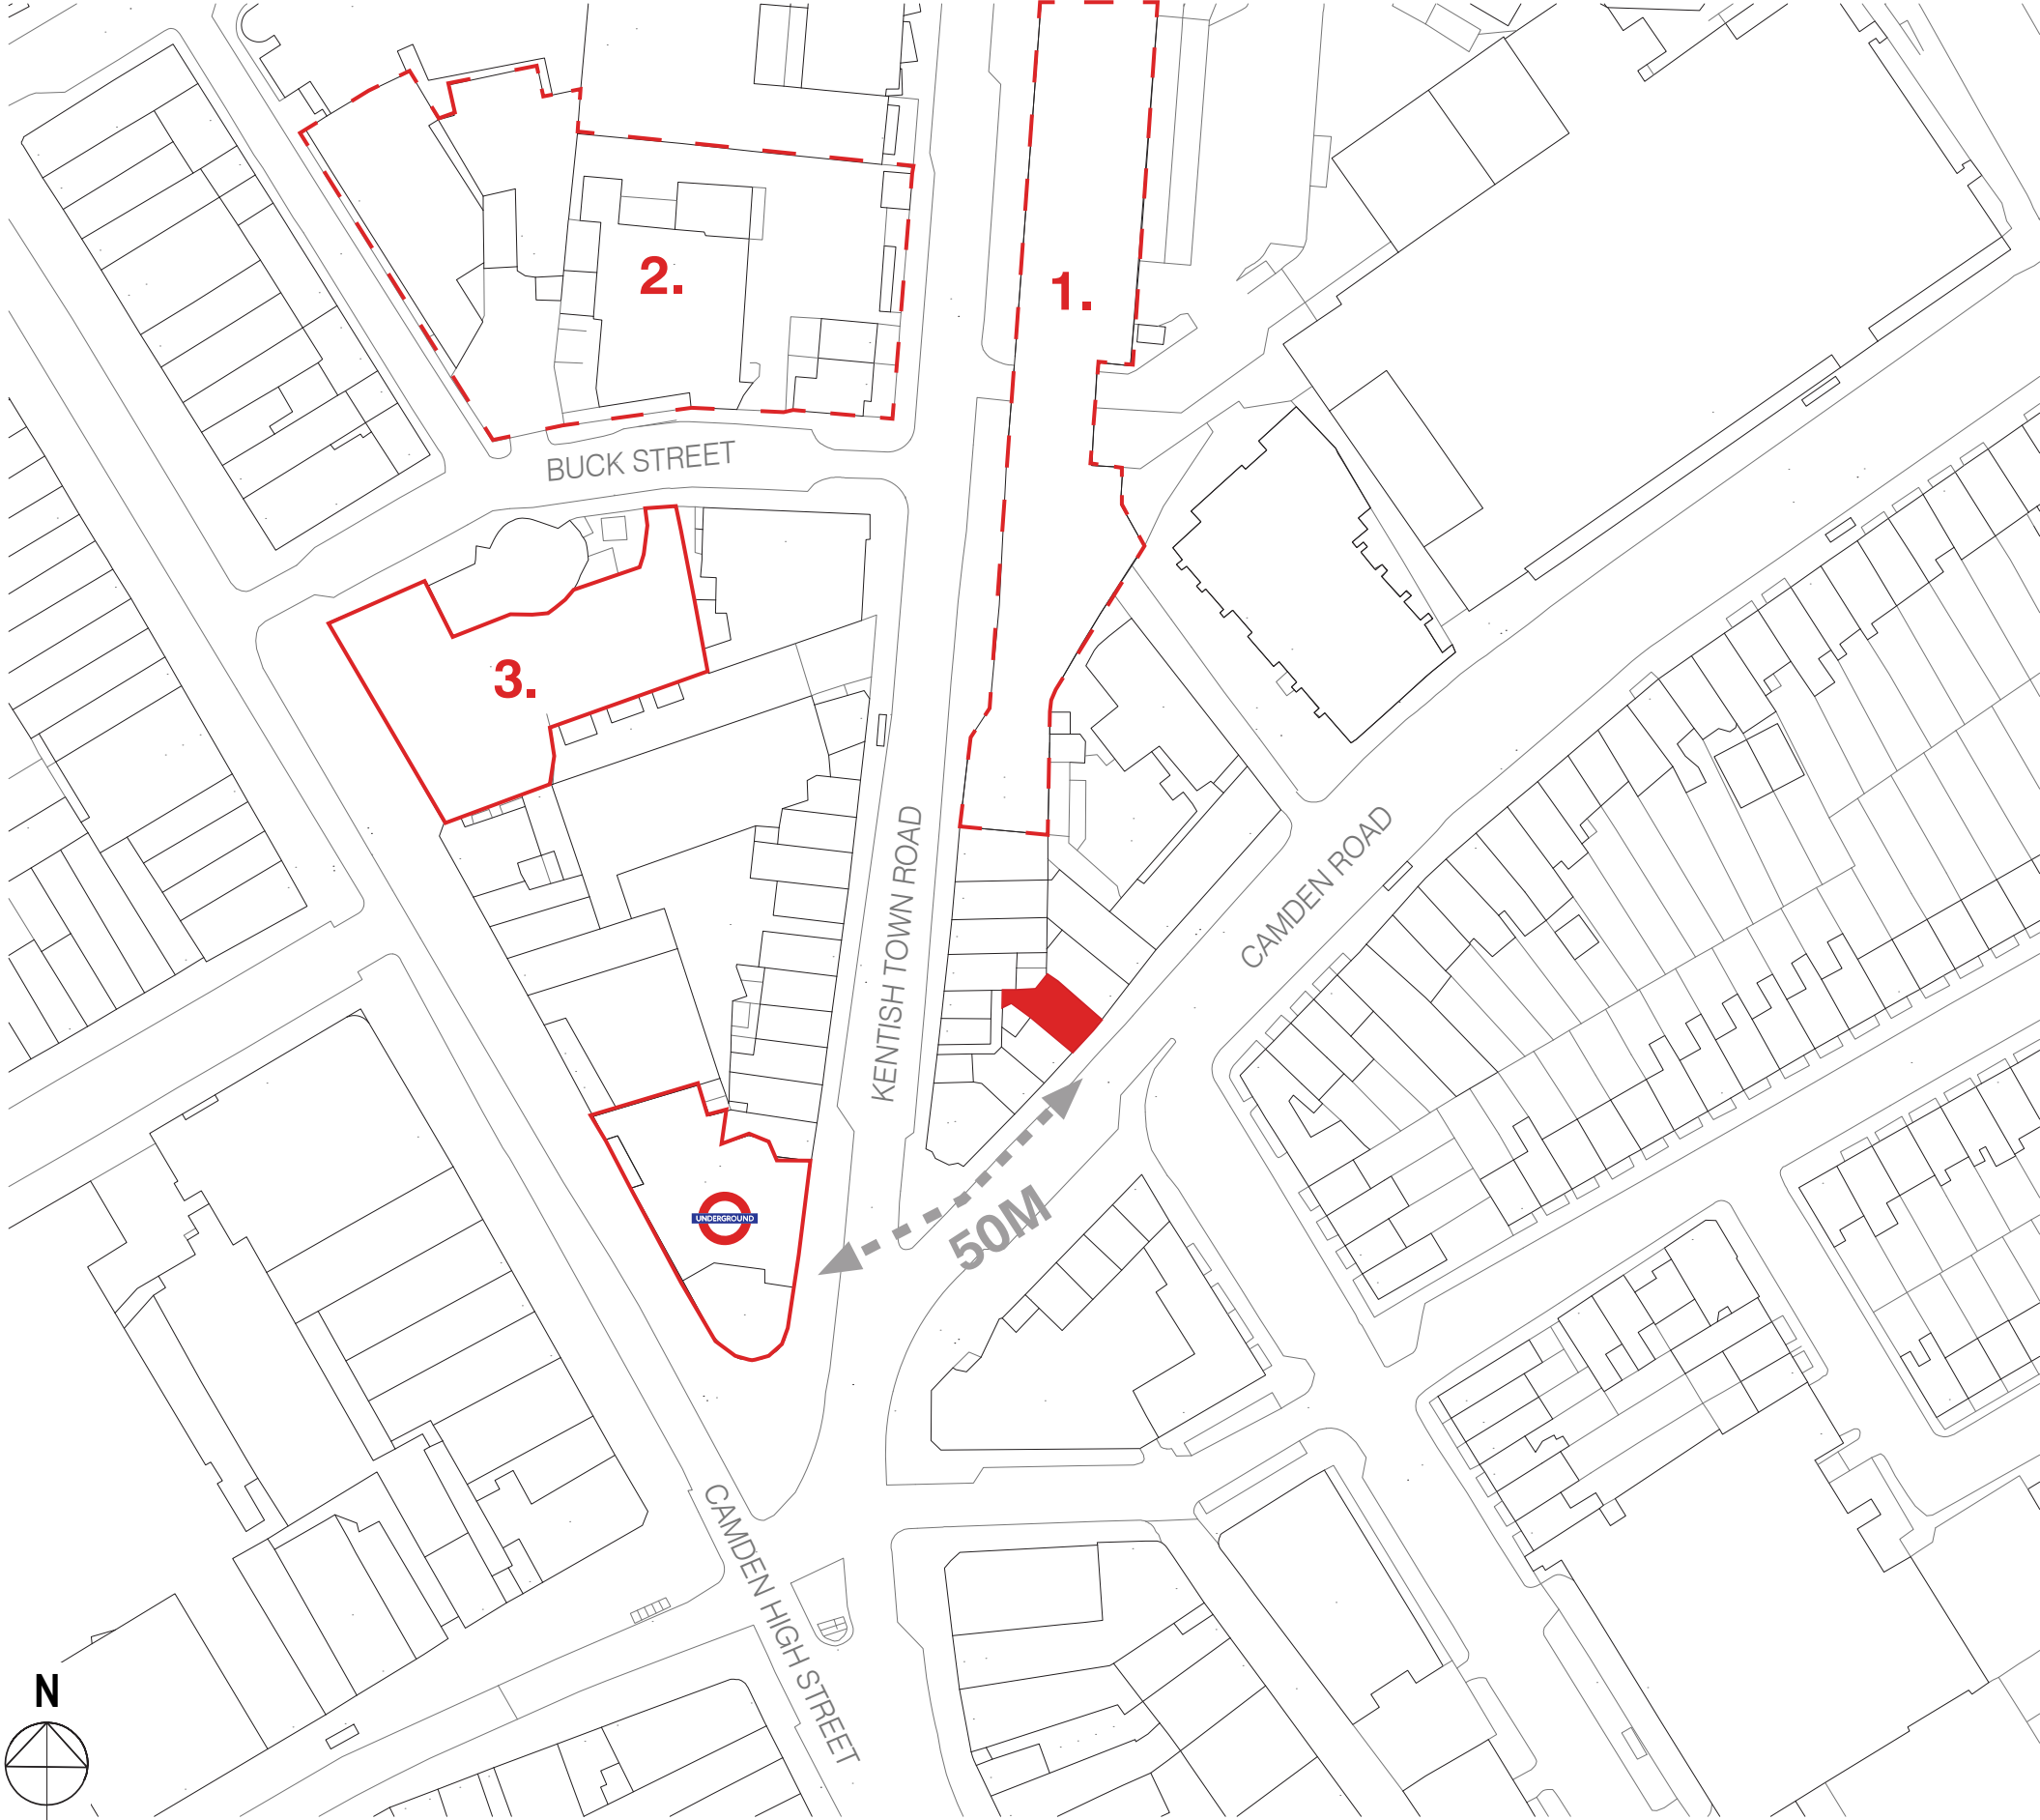 1.
2.
BUCK STREET
3.
KENTISH TOWN ROAD
CAMDEN ROAD
UNDERGROUND
50M
CAMDEN HIGH STREET
N